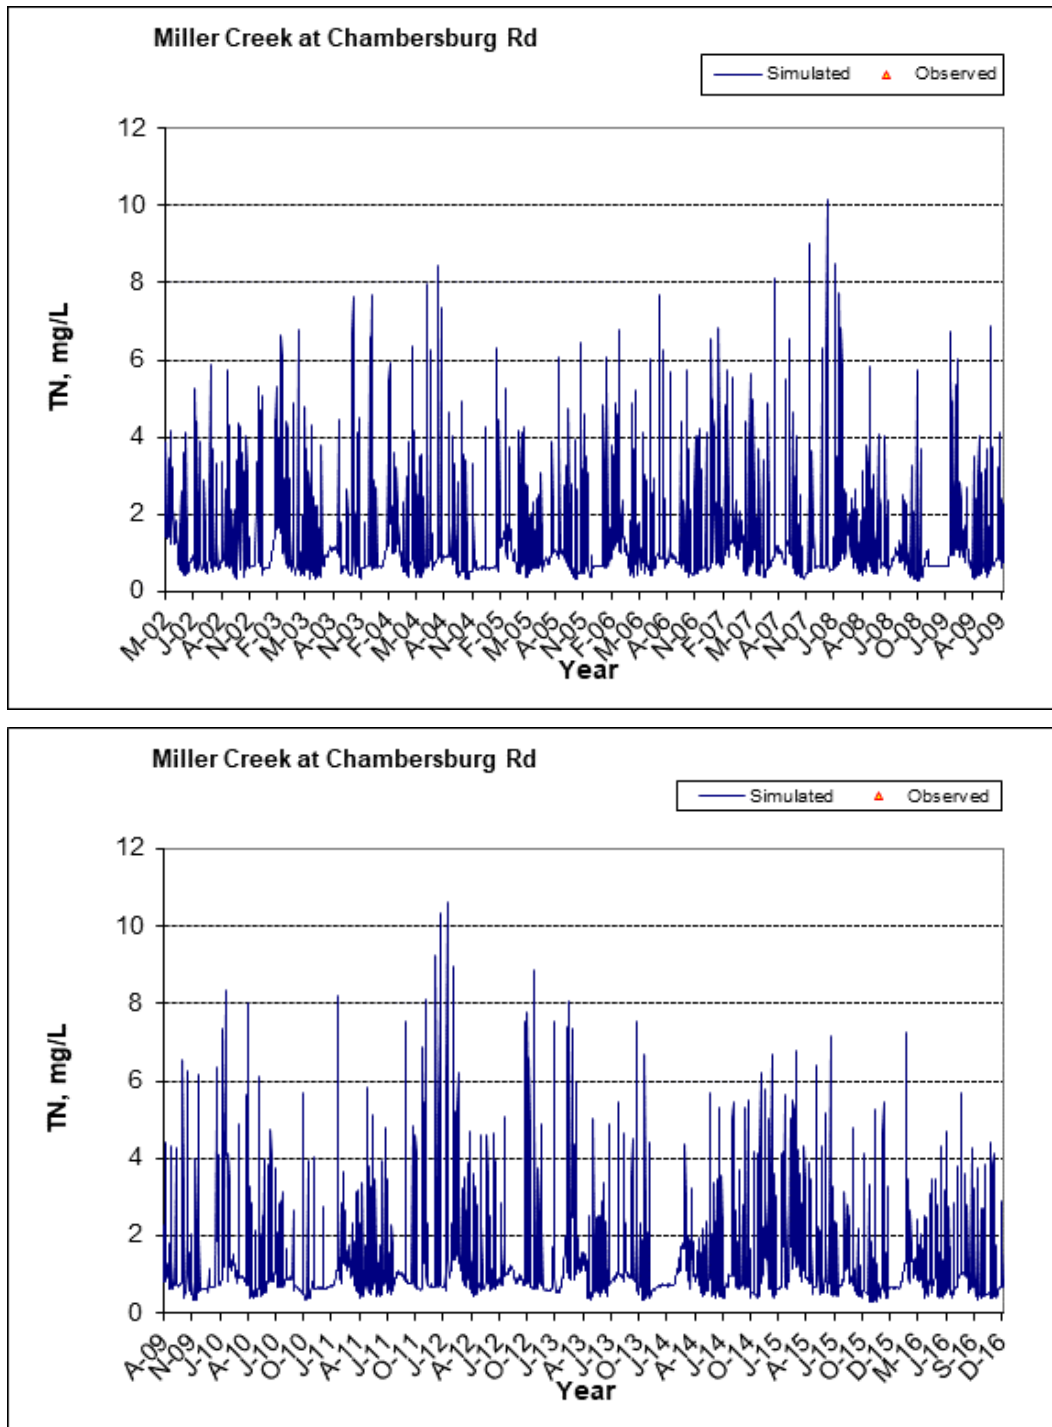 Miller Creek at Chambersburg Rd
Simulated Observed
TN, mg/L
12
10
8
6
4
2
0
M-02 J-02 A-02 N-02 F-03 M-03 A-03 N-03 F-04 M-04 A-04 N-04 F-05 M-05 A-05 N-05 F-06 M-06 A-06 N-06 F-07 M-07 A-07 N-07 J-08 A-08 J-08 O-08 J-09 A-09 J-09
Year
Miller Creek at Chambersburg Rd
Simulated Observed
TN, mg/L
12
10
8
6
4
2
0
A-09 N-09 J-10 A-10 J-10 O-10 J-11 A-11 J-11 O-11 J-12 A-12 J-12 O-12 J-13 A-13 J-13 O-13 J-14 A-14 J-14 O-14 J-15 A-15 J-15 O-15 D-15 M-16 J-16 S-16 D-16
Year